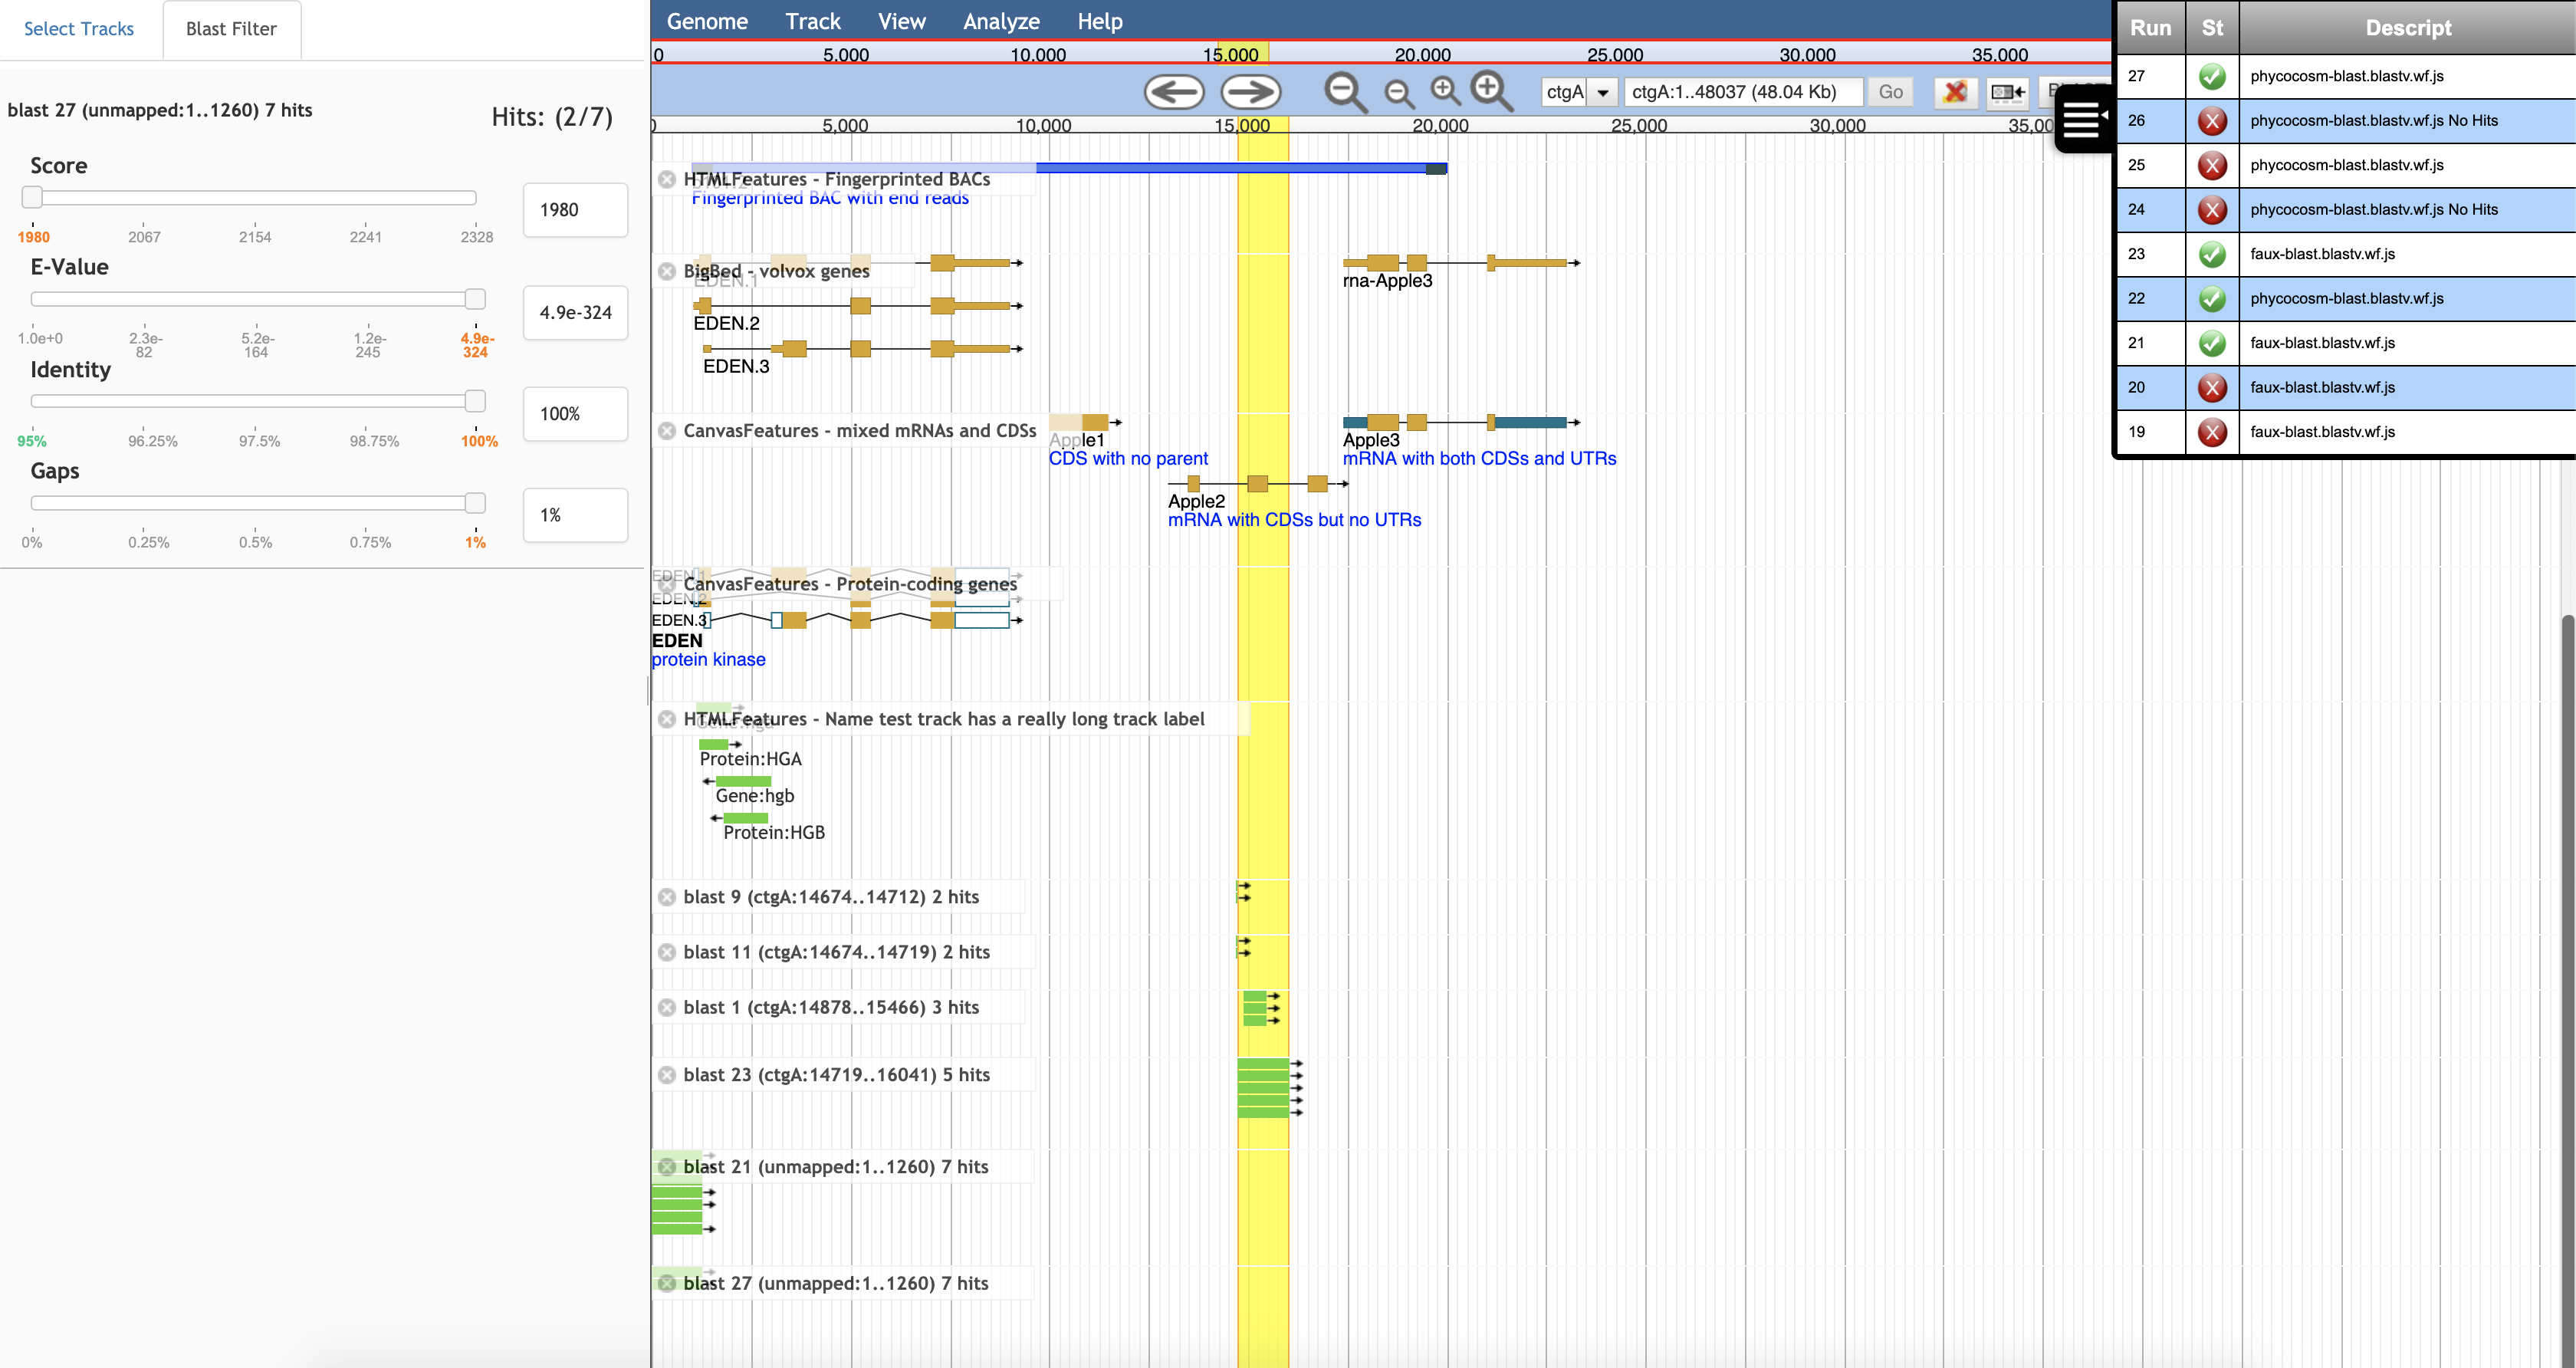 Select Tracks
Blast Filter
blast 27 (unmapped:1..1260) 7 hits
Hits: (2/7)
Score
1980
1980 2067 2154 2241 2328
E-Value
4.9e-324
1.0e+0 2.3e-82 5.2e-164 1.2e-245 4.9e-324
Identity
100%
95% 96.25% 97.5% 98.75% 100%
Gaps
1%
0% 0.25% 0.5% 0.75% 1%
Genome Track View Analyze Help
0 5,000 10,000 15,000 20,000 25,000 30,000 35,000
ctgA
ctgA:1..48037 (48.04 Kb)
Go
5,000 10,000 15,000 20,000 25,000 30,000 35,00
HTMLFeatures - Fingerprinted BACs
Fingerprinted BAC with end reads
BigBed - volvox genes
EDEN.1
rna-Apple3
EDEN.2
EDEN.3
CanvasFeatures - mixed mRNAs and CDSs
Apple1
CDS with no parent
Apple3
mRNA with both CDSs and UTRs
Apple2
mRNA with CDSs but no UTRs
EDEN.1
CanvasFeatures - Protein-coding genes
EDEN.2
EDEN.3
EDEN
protein kinase
HTMLFeatures - Name test track has a really long track label
Protein:HGA
Gene:hgb
Protein:HGB
blast 9 (ctgA:14674..14712) 2 hits
blast 11 (ctgA:14674..14719) 2 hits
blast 1 (ctgA:14878..15466) 3 hits
blast 23 (ctgA:14719..16041) 5 hits
blast 21 (unmapped:1..1260) 7 hits
blast 27 (unmapped:1..1260) 7 hits
Run St Descript
27 phycocosm-blast.blastv.wf.js
26 X phycocosm-blast.blastv.wf.js No Hits
25 X phycocosm-blast.blastv.wf.js
24 X phycocosm-blast.blastv.wf.js No Hits
23 faux-blast.blastv.wf.js
22 phycocosm-blast.blastv.wf.js
21 faux-blast.blastv.wf.js
20 X faux-blast.blastv.wf.js
19 X faux-blast.blastv.wf.js